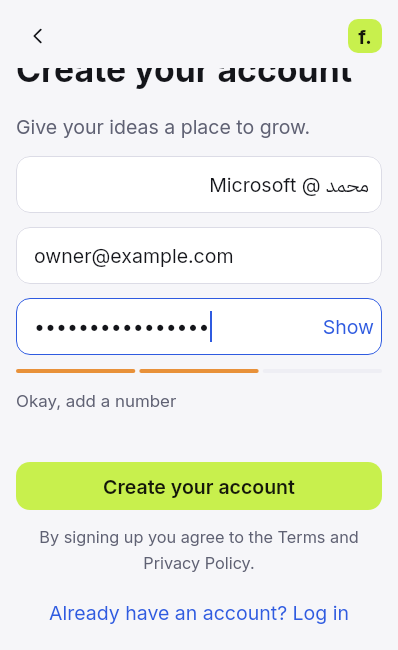 f.
Create your account
Give your ideas a place to grow.
محمد @ Microsoft
owner@example.com
••••••••••••••••
Show
Okay, add a number
Create your account
By signing up you agree to the Terms and
Privacy Policy.
Already have an account? Log in